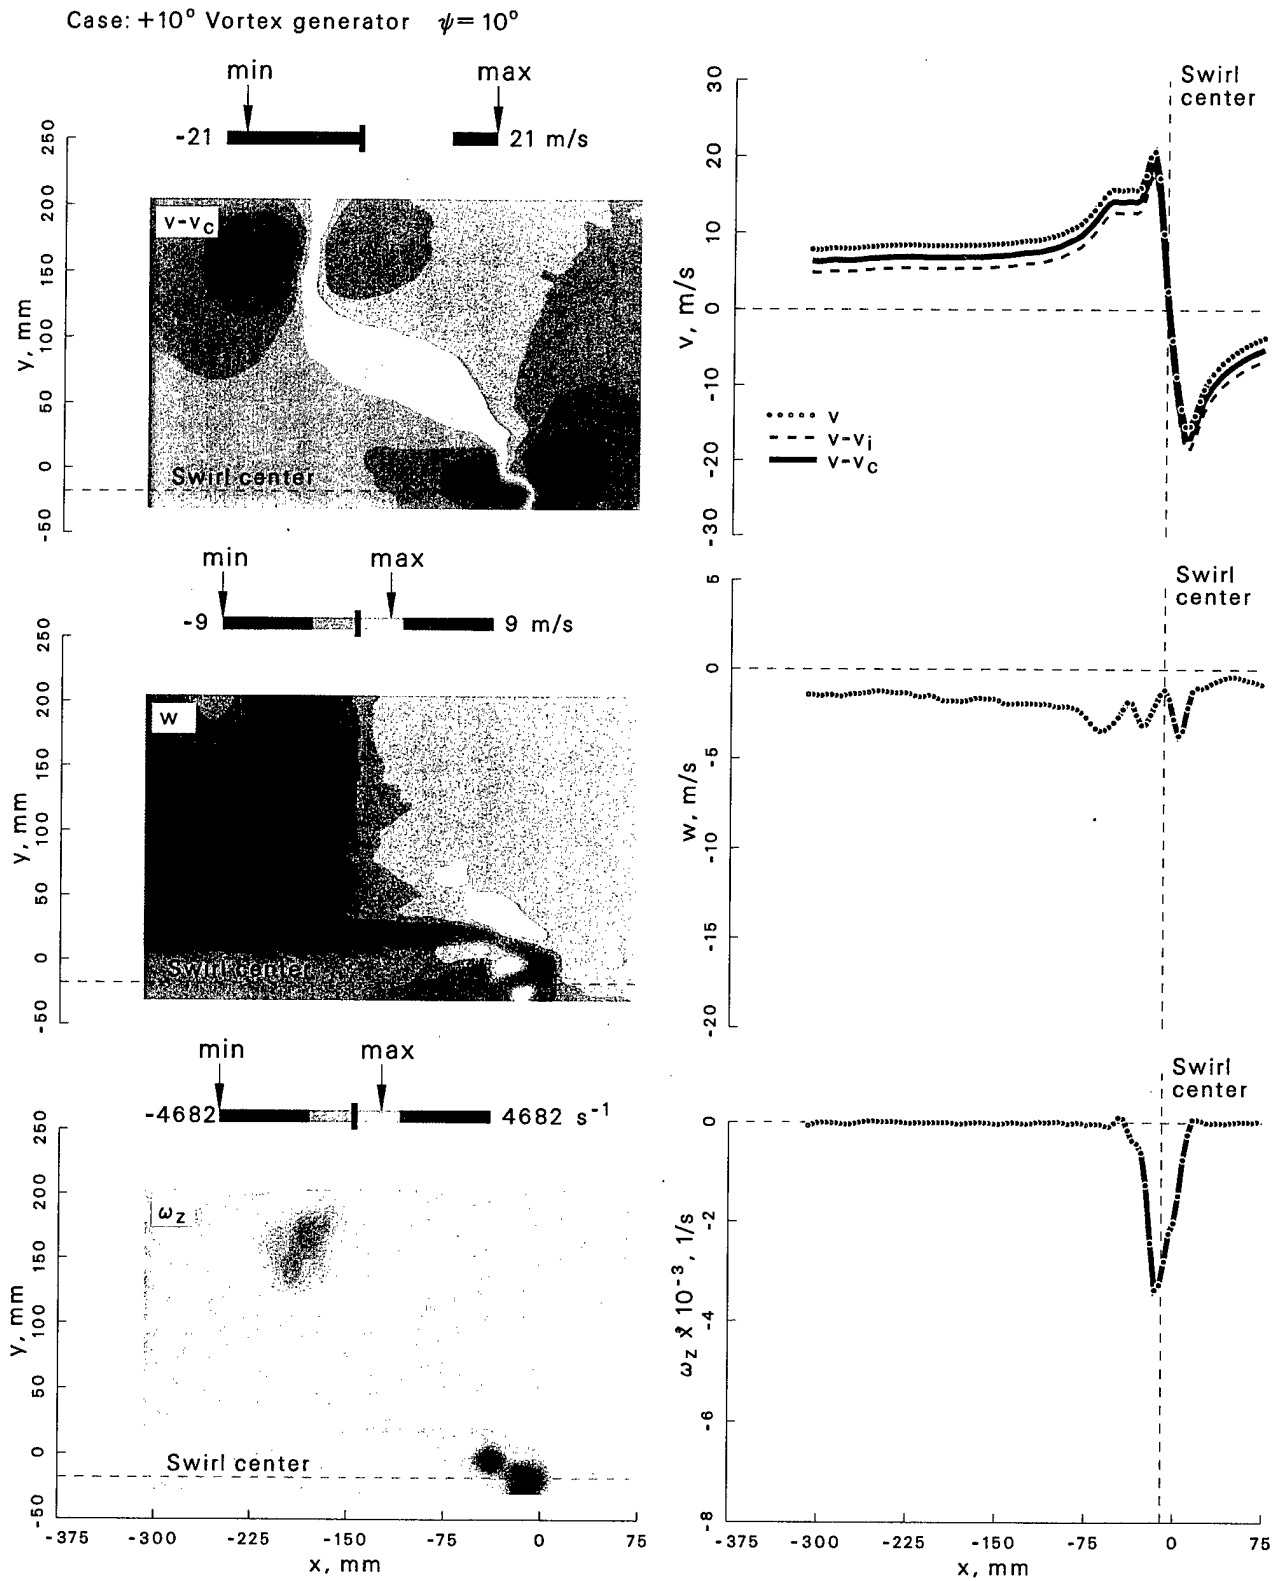 Case: +10° Vortex generator ψ = 10°
min max
-21 21 m/s
250
200
150
100
50
0
-50
y, mm
v-vc
Swirl center
min max
-9 9 m/s
250
200
150
100
50
0
-50
y, mm
w
Swirl center
min max
-4682 4682 s⁻¹
250
200
150
100
50
0
-50
y, mm
ωz
Swirl center
-375 -300 -225 -150 -75 0 75
x, mm
Swirl
center
30
20
10
0
-10
-20
-30
v, m/s
v
v-vi
v-vc
Swirl
center
5
0
-5
-10
-15
-20
w, m/s
Swirl
center
0
-2
-4
-6
-8
ωz x 10⁻³, 1/s
-375 -300 -225 -150 -75 0 75
x, mm